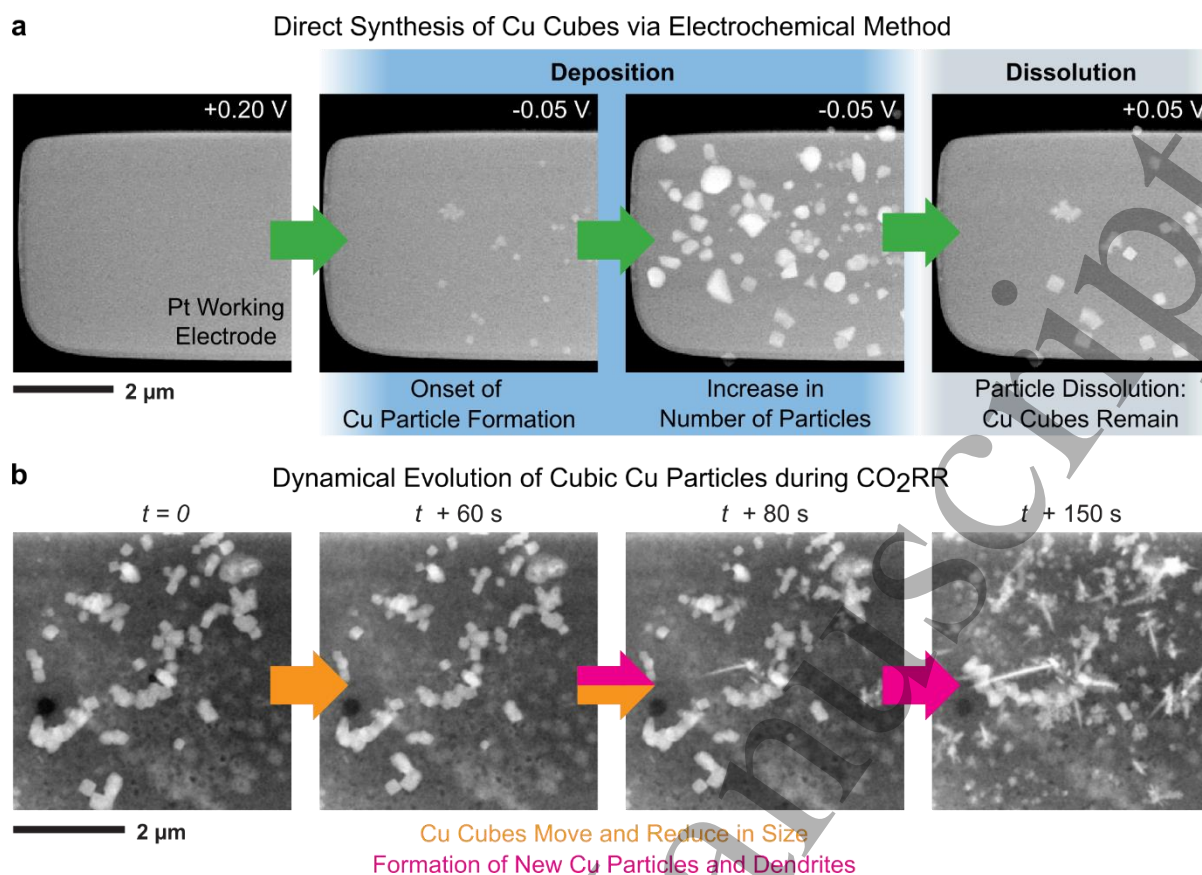 a
Direct Synthesis of Cu Cubes via Electrochemical Method
Deposition
Dissolution
+0.20 V
-0.05 V
-0.05 V
+0.05 V
Pt Working
Electrode
2 µm
Onset of
Cu Particle Formation
Increase in
Number of Particles
Particle Dissolution:
Cu Cubes Remain
b
Dynamical Evolution of Cubic Cu Particles during CO2RR
t = 0
t + 60 s
t + 80 s
t + 150 s
2 µm
Cu Cubes Move and Reduce in Size
Formation of New Cu Particles and Dendrites
anuscript